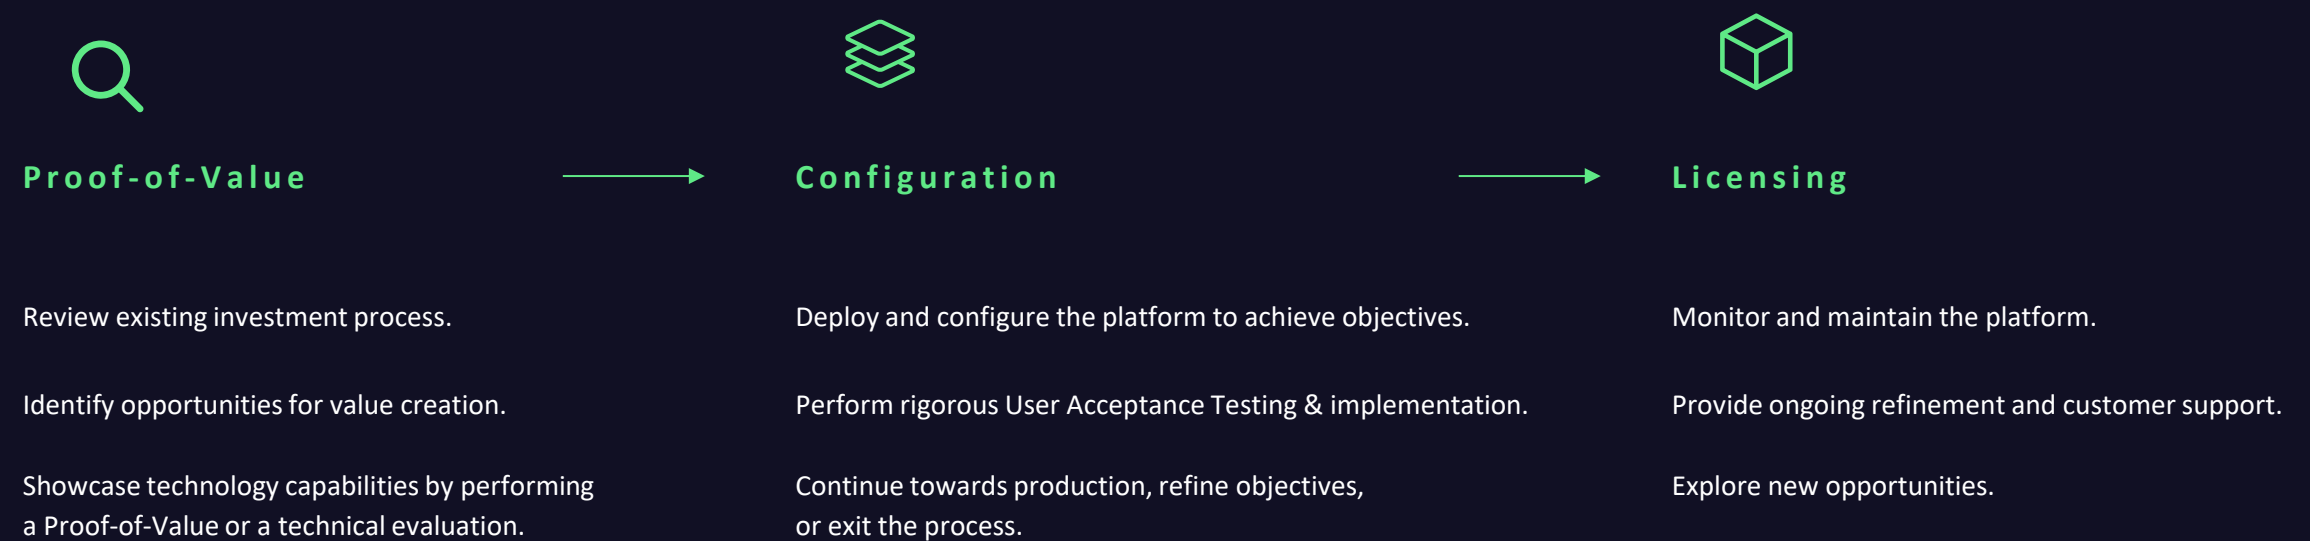 Proof-of-Value
Configuration
Licensing
Review existing investment process.
Deploy and configure the platform to achieve objectives.
Monitor and maintain the platform.
Identify opportunities for value creation.
Perform rigorous User Acceptance Testing & implementation.
Provide ongoing refinement and customer support.
Showcase technology capabilities by performing
a Proof-of-Value or a technical evaluation.
Continue towards production, refine objectives,
or exit the process.
Explore new opportunities.